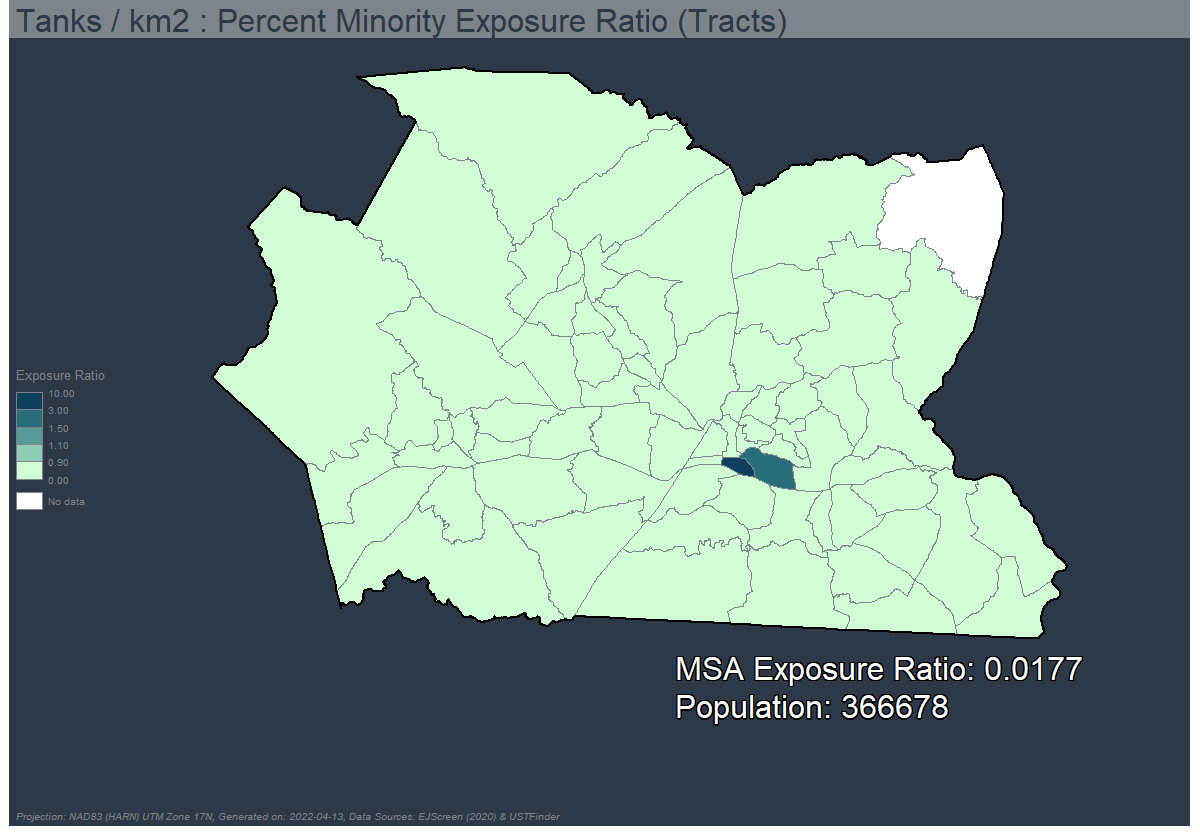 Tanks / km2 : Percent Minority Exposure Ratio (Tracts)
Exposure Ratio
10.00
3.00
1.50
1.10
0.90
0.00
No data
MSA Exposure Ratio: 0.0177
Population: 366678
Projection: NAD83 (HARN) UTM Zone 17N, Generated on: 2022-04-13, Data Sources: EJScreen (2020) & USTFinder